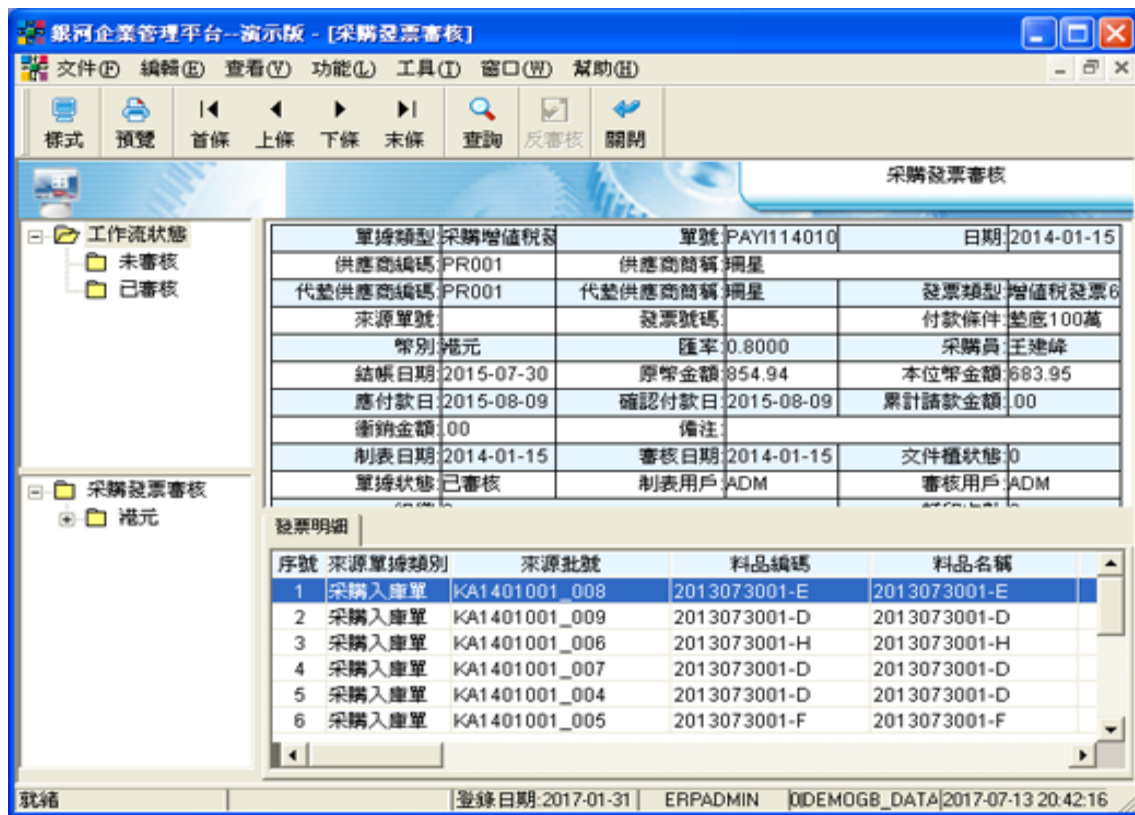 銀河企業管理平台--演示版 - [采購發票審核]
文件(F) 編輯(E) 查看(V) 功能(L) 工具(I) 窗口(W) 幫助(H)
樣式 預覽 首條 上條 下條 末條 查詢 反審核 關閉
采購發票審核
工作流狀態
未審核
已審核
采購發票審核
港元
單據類型:采購增值稅發 單號:PAYI114010 日期:2014-01-15
供應商編碼:PR001 供應商簡稱:珊星
代墊供應商編碼:PR001 代墊供應商簡稱:珊星 發票類型:增值稅發票6
來源單號: 發票號碼: 付款條件:墊底100萬
幣別:港元 匯率:0.8000 采購員:王建峰
結帳日期:2015-07-30 原幣金額:854.94 本位幣金額:683.95
應付款日:2015-08-09 確認付款日:2015-08-09 累計請款金額:.00
衝銷金額:.00 備注:
制表日期:2014-01-15 審核日期:2014-01-15 文件櫃狀態:0
單據狀態:已審核 制表用戶:ADM 審核用戶:ADM
發票明細
序號 來源單據類別 來源批號 料品編碼 料品名稱
1 采購入庫單 KA1401001_008 2013073001-E 2013073001-E
2 采購入庫單 KA1401001_009 2013073001-D 2013073001-D
3 采購入庫單 KA1401001_006 2013073001-H 2013073001-H
4 采購入庫單 KA1401001_007 2013073001-D 2013073001-D
5 采購入庫單 KA1401001_004 2013073001-D 2013073001-D
6 采購入庫單 KA1401001_005 2013073001-F 2013073001-F
就緒 登錄日期:2017-01-31 ERPADMIN 0|DEMOGB_DATA 2017-07-13 20:42:16